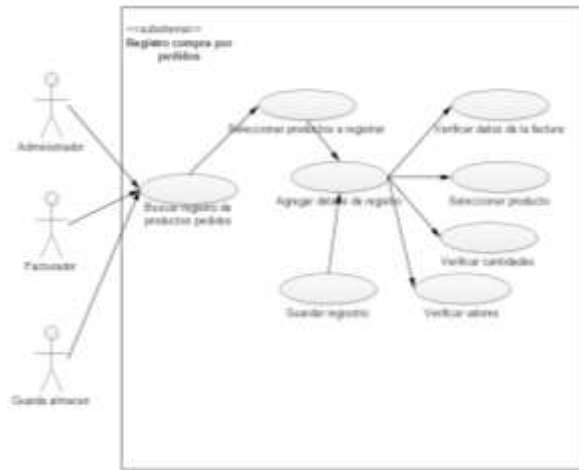 <<subsistema>>
Registro compra por
pedidos
Administrador
Facturador
Guarda almacen
Buscar registro de
productos pedidos
Seleccionar productos a registrar
Agregar detalle de registro
Guardar registro
Verificar datos de la factura
Seleccionar producto
Verificar cantidades
Verificar valores